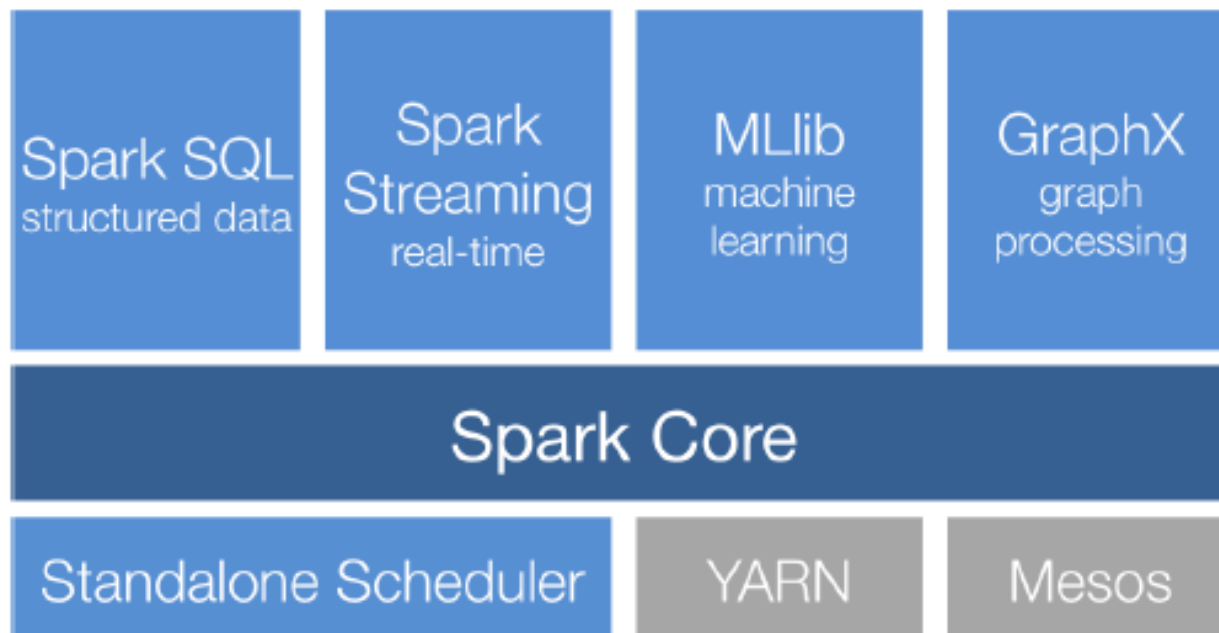 Spark SQL
structured data
Spark
Streaming
real-time
MLlib
machine
learning
GraphX
graph
processing
Spark Core
Standalone Scheduler
YARN
Mesos